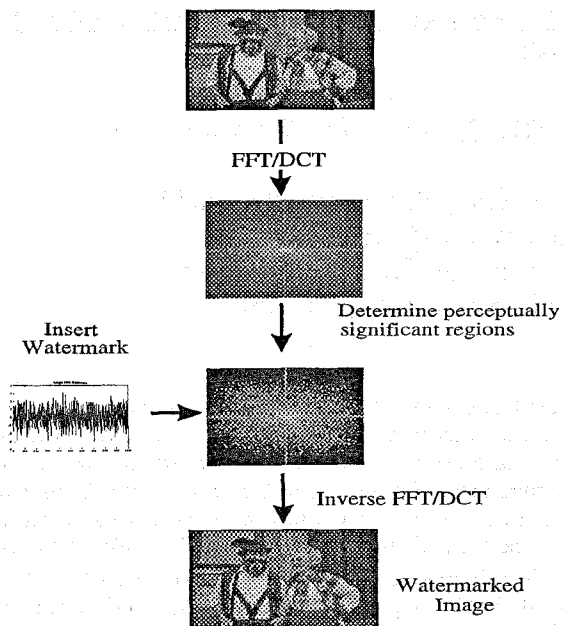 FFT/DCT
Determine perceptually
significant regions
Insert
Watermark
Inverse FFT/DCT
Watermarked
Image